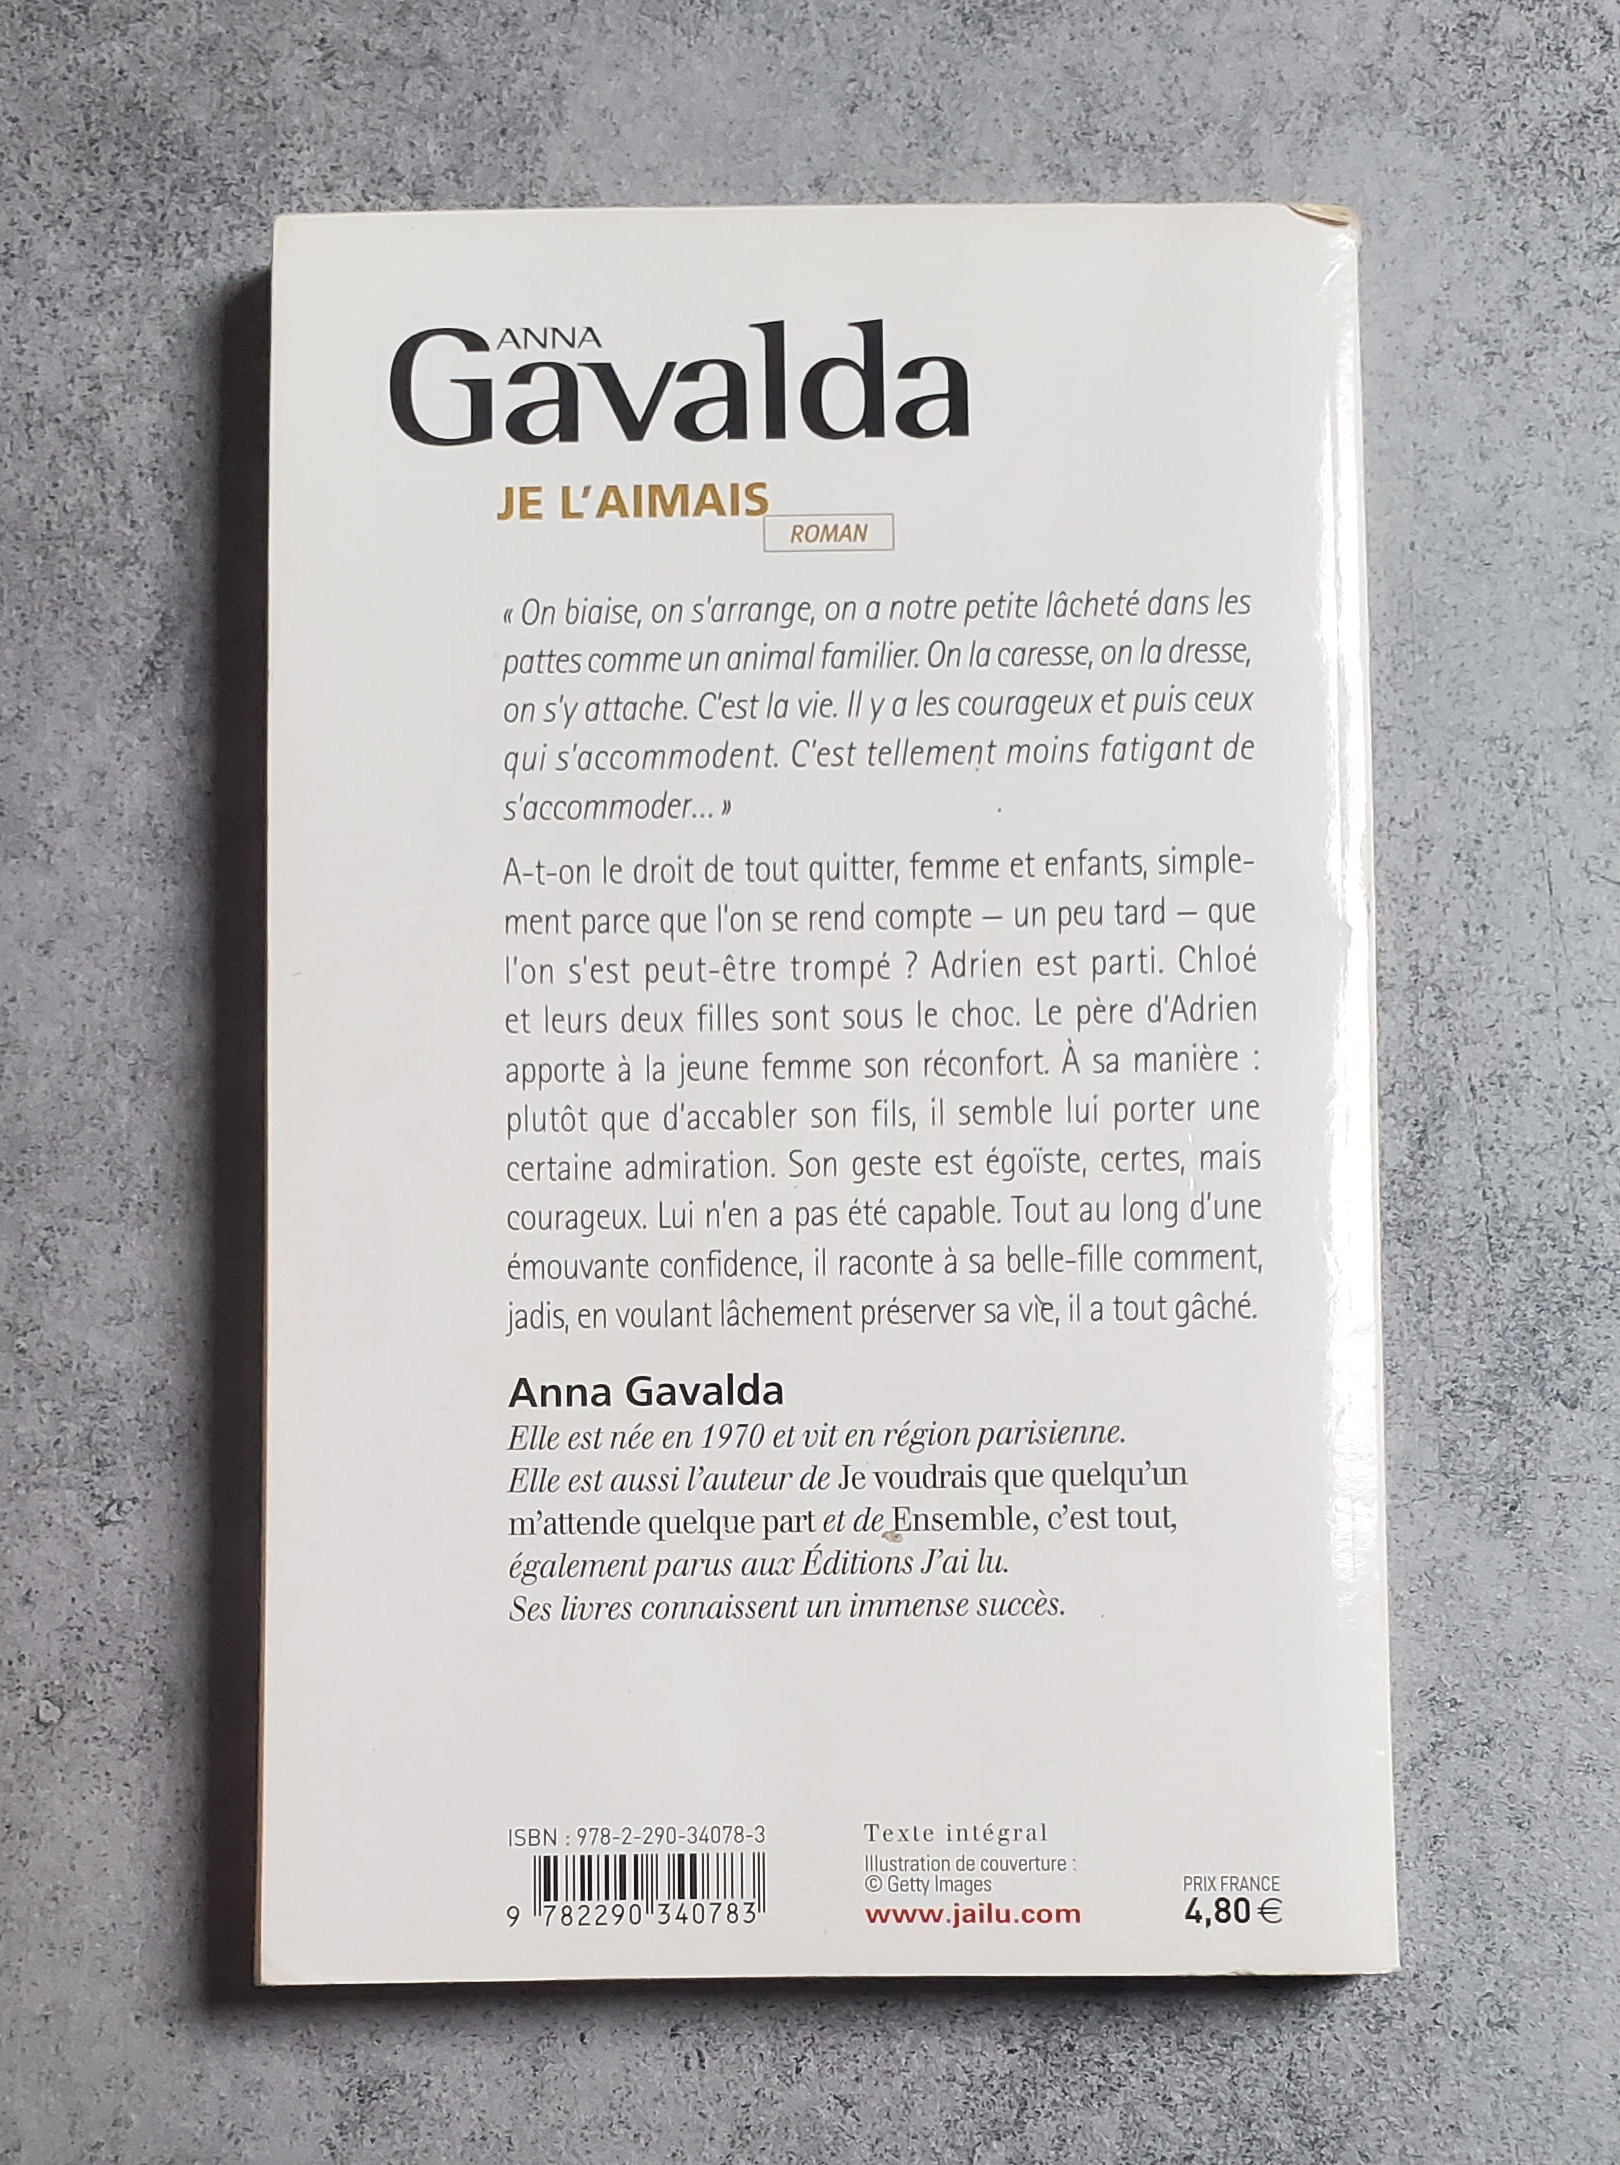 ANNA
Gavalda
JE L'AIMAIS
ROMAN
« On biaise, on s'arrange, on a notre petite lâcheté dans les
pattes comme un animal familier. On la caresse, on la dresse,
on s'y attache. C'est la vie. Il y a les courageux et puis ceux
qui s'accommodent. C'est tellement moins fatigant de
s'accommoder... »
A-t-on le droit de tout quitter, femme et enfants, simple-
ment parce que l'on se rend compte – un peu tard – que
l'on s'est peut-être trompé ? Adrien est parti. Chloé
et leurs deux filles sont sous le choc. Le père d'Adrien
apporte à la jeune femme son réconfort. À sa manière :
plutôt que d'accabler son fils, il semble lui porter une
certaine admiration. Son geste est égoïste, certes, mais
courageux. Lui n'en a pas été capable. Tout au long d'une
émouvante confidence, il raconte à sa belle-fille comment,
jadis, en voulant lâchement préserver sa vie, il a tout gâché.
Anna Gavalda
Elle est née en 1970 et vit en région parisienne.
Elle est aussi l'auteur de Je voudrais que quelqu'un
m'attende quelque part et de Ensemble, c'est tout,
également parus aux Éditions J'ai lu.
Ses livres connaissent un immense succès.
ISBN : 978-2-290-34078-3
9 782290 340783
Texte intégral
Illustration de couverture :
© Getty Images
www.jailu.com
PRIX FRANCE
4,80 €